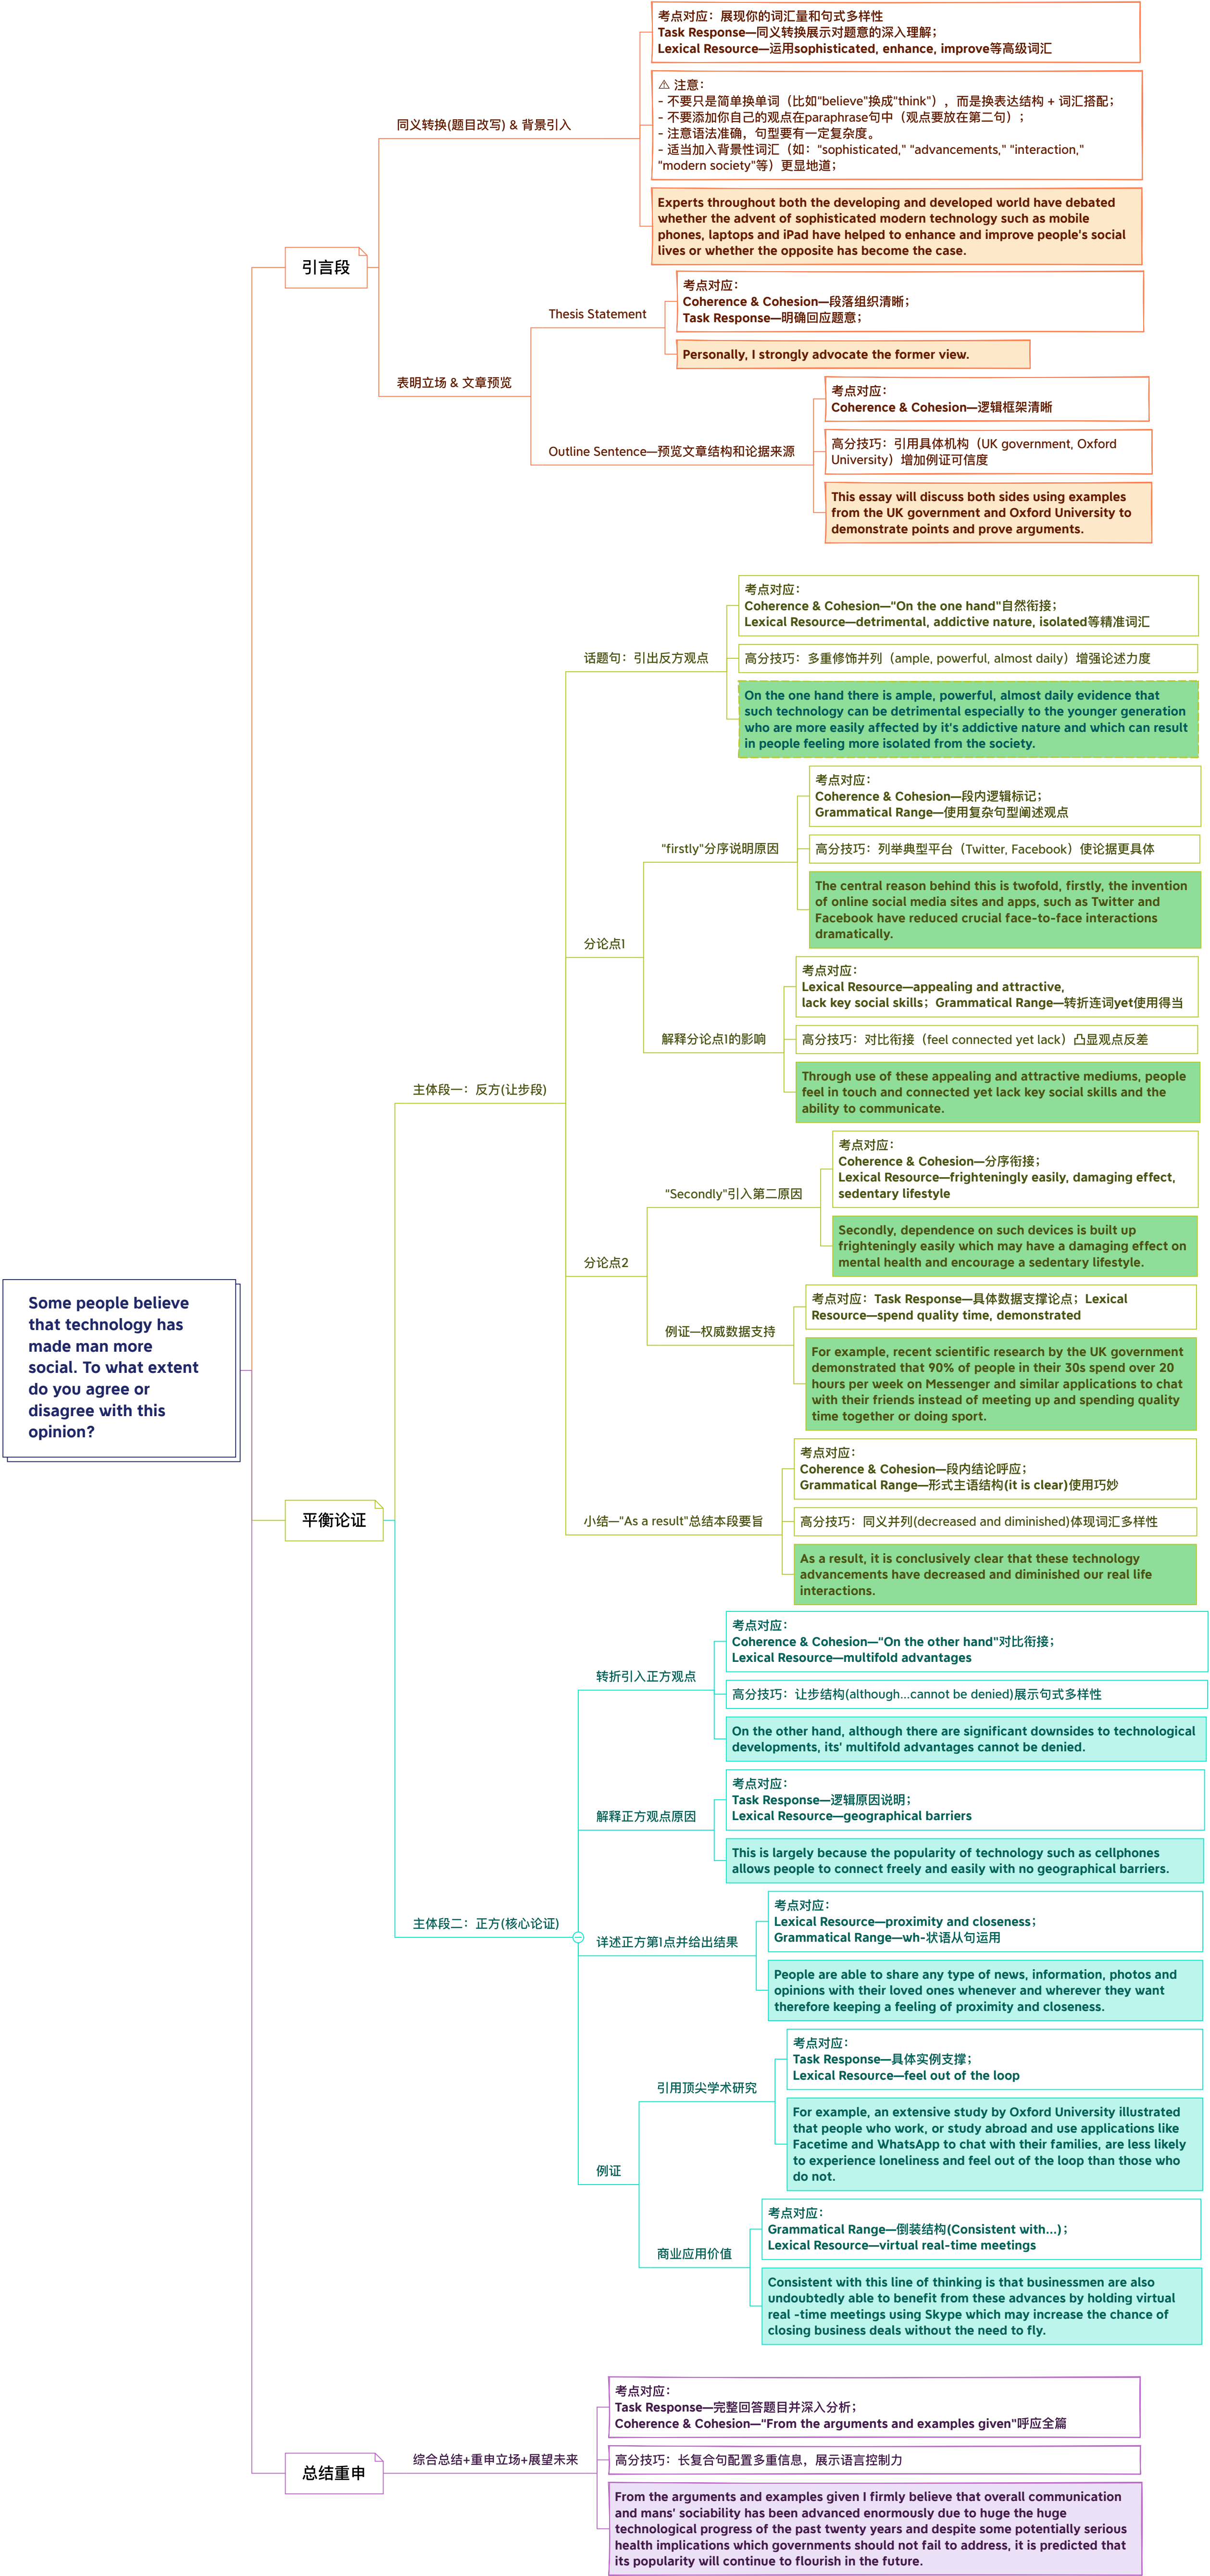 Some people believe
that technology has
made man more
social. To what extent
do you agree or
disagree with this
opinion?
引言段
同义转换(题目改写) & 背景引入
考点对应：展现你的词汇量和句式多样性
Task Response—同义转换展示对题意的深入理解；
Lexical Resource—运用sophisticated, enhance, improve等高级词汇
⚠ 注意：
- 不要只是简单换单词（比如"believe"换成"think"），而是换表达结构 + 词汇搭配；
- 不要添加你自己的观点在paraphrase句中（观点要放在第二句）；
- 注意语法准确，句型要有一定复杂度。
- 适当加入背景性词汇（如：“sophisticated,” “advancements,” “interaction,”
“modern society”等）更显地道；
Experts throughout both the developing and developed world have debated
whether the advent of sophisticated modern technology such as mobile
phones, laptops and iPad have helped to enhance and improve people's social
lives or whether the opposite has become the case.
表明立场 & 文章预览
Thesis Statement
考点对应：
Coherence & Cohesion—段落组织清晰；
Task Response—明确回应题意；
Personally, I strongly advocate the former view.
Outline Sentence—预览文章结构和论据来源
考点对应：
Coherence & Cohesion—逻辑框架清晰
高分技巧：引用具体机构（UK government, Oxford
University）增加例证可信度
This essay will discuss both sides using examples
from the UK government and Oxford University to
demonstrate points and prove arguments.
平衡论证
主体段一：反方(让步段)
话题句：引出反方观点
考点对应：
Coherence & Cohesion—“On the one hand”自然衔接；
Lexical Resource—detrimental, addictive nature, isolated等精准词汇
高分技巧：多重修饰并列（ample, powerful, almost daily）增强论述力度
On the one hand there is ample, powerful, almost daily evidence that
such technology can be detrimental especially to the younger generation
who are more easily affected by it's addictive nature and which can result
in people feeling more isolated from the society.
分论点1
"firstly"分序说明原因
考点对应：
Coherence & Cohesion—段内逻辑标记；
Grammatical Range—使用复杂句型阐述观点
高分技巧：列举典型平台（Twitter, Facebook）使论据更具体
The central reason behind this is twofold, firstly, the invention
of online social media sites and apps, such as Twitter and
Facebook have reduced crucial face-to-face interactions
dramatically.
解释分论点1的影响
考点对应：
Lexical Resource—appealing and attractive,
lack key social skills；Grammatical Range—转折连词yet使用得当
高分技巧：对比衔接（feel connected yet lack）凸显观点反差
Through use of these appealing and attractive mediums, people
feel in touch and connected yet lack key social skills and the
ability to communicate.
分论点2
"Secondly"引入第二原因
考点对应：
Coherence & Cohesion—分序衔接；
Lexical Resource—frighteningly easily, damaging effect,
sedentary lifestyle
Secondly, dependence on such devices is built up
frighteningly easily which may have a damaging effect on
mental health and encourage a sedentary lifestyle.
例证—权威数据支持
考点对应：Task Response—具体数据支撑论点；Lexical
Resource—spend quality time, demonstrated
For example, recent scientific research by the UK government
demonstrated that 90% of people in their 30s spend over 20
hours per week on Messenger and similar applications to chat
with their friends instead of meeting up and spending quality
time together or doing sport.
小结—"As a result"总结本段要旨
考点对应：
Coherence & Cohesion—段内结论呼应；
Grammatical Range—形式主语结构(it is clear)使用巧妙
高分技巧：同义并列(decreased and diminished)体现词汇多样性
As a result, it is conclusively clear that these technology
advancements have decreased and diminished our real life
interactions.
主体段二：正方(核心论证)
转折引入正方观点
考点对应：
Coherence & Cohesion—"On the other hand"对比衔接；
Lexical Resource—multifold advantages
高分技巧：让步结构(although...cannot be denied)展示句式多样性
On the other hand, although there are significant downsides to technological
developments, its' multifold advantages cannot be denied.
解释正方观点原因
考点对应：
Task Response—逻辑原因说明；
Lexical Resource—geographical barriers
This is largely because the popularity of technology such as cellphones
allows people to connect freely and easily with no geographical barriers.
详述正方第1点并给出结果
考点对应：
Lexical Resource—proximity and closeness；
Grammatical Range—wh-状语从句运用
People are able to share any type of news, information, photos and
opinions with their loved ones whenever and wherever they want
therefore keeping a feeling of proximity and closeness.
例证
引用顶尖学术研究
考点对应：
Task Response—具体实例支撑；
Lexical Resource—feel out of the loop
For example, an extensive study by Oxford University illustrated
that people who work, or study abroad and use applications like
Facetime and WhatsApp to chat with their families, are less likely
to experience loneliness and feel out of the loop than those who
do not.
商业应用价值
考点对应：
Grammatical Range—倒装结构(Consistent with...)；
Lexical Resource—virtual real-time meetings
Consistent with this line of thinking is that businessmen are also
undoubtedly able to benefit from these advances by holding virtual
real -time meetings using Skype which may increase the chance of
closing business deals without the need to fly.
总结重申
综合总结+重申立场+展望未来
考点对应：
Task Response—完整回答题目并深入分析；
Coherence & Cohesion—"From the arguments and examples given"呼应全篇
高分技巧：长复合句配置多重信息，展示语言控制力
From the arguments and examples given I firmly believe that overall communication
and mans' sociability has been advanced enormously due to huge the huge
technological progress of the past twenty years and despite some potentially serious
health implications which governments should not fail to address, it is predicted that
its popularity will continue to flourish in the future.